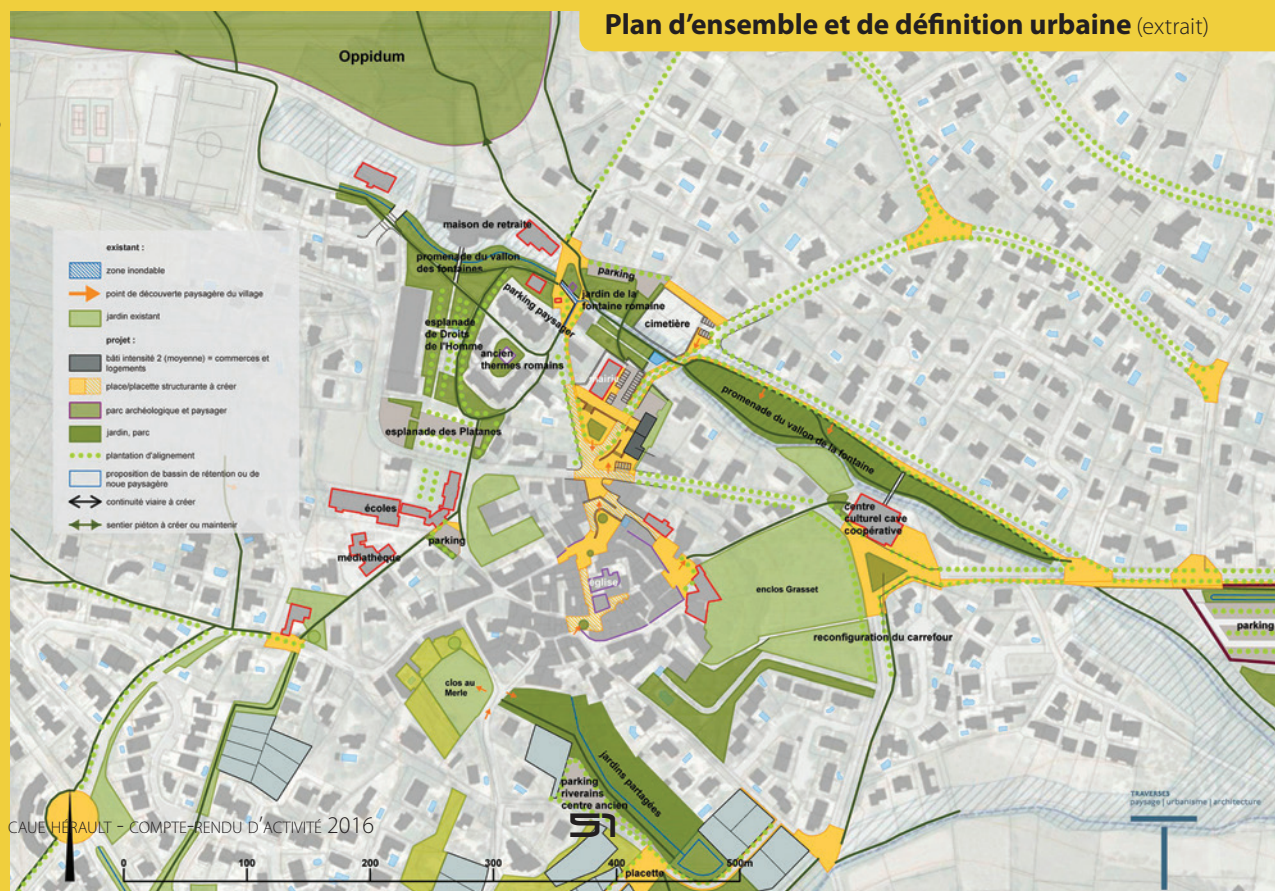 Plan d'ensemble et de définition urbaine (extrait)
Oppidum
maison de retraite
promenade du vallon
des fontaines
parking
jardin de la
fontaine romaine
parking paysager
cimetière
esplanade
de Droits
de l'Homme
ancien
thermes romains
mairie
promenade du vallon de la fontaine
esplanade des Platanes
écoles
parking
médiathèque
centre
culturel cave
coopérative
église
enclos Grasset
parking
reconfiguration du carrefour
clos au
Merle
jardins partagées
parking
riverains
centre ancien
placette
existant :
zone inondable
point de découverte paysagère du village
jardin existant
projet :
bâti intensité 2 (moyenne) = commerces et
logements
place/placette structurante à créer
parc archéologique et paysager
jardin, parc
plantation d'alignement
proposition de bassin de rétention ou de
noue paysagère
continuité viaire à créer
sentier piéton à créer ou maintenir
TRAVERSES
paysage | urbanisme | architecture
CAUE HÉRAULT - COMPTE-RENDU D'ACTIVITÉ 2016
51
0 100 200 300 400 500m